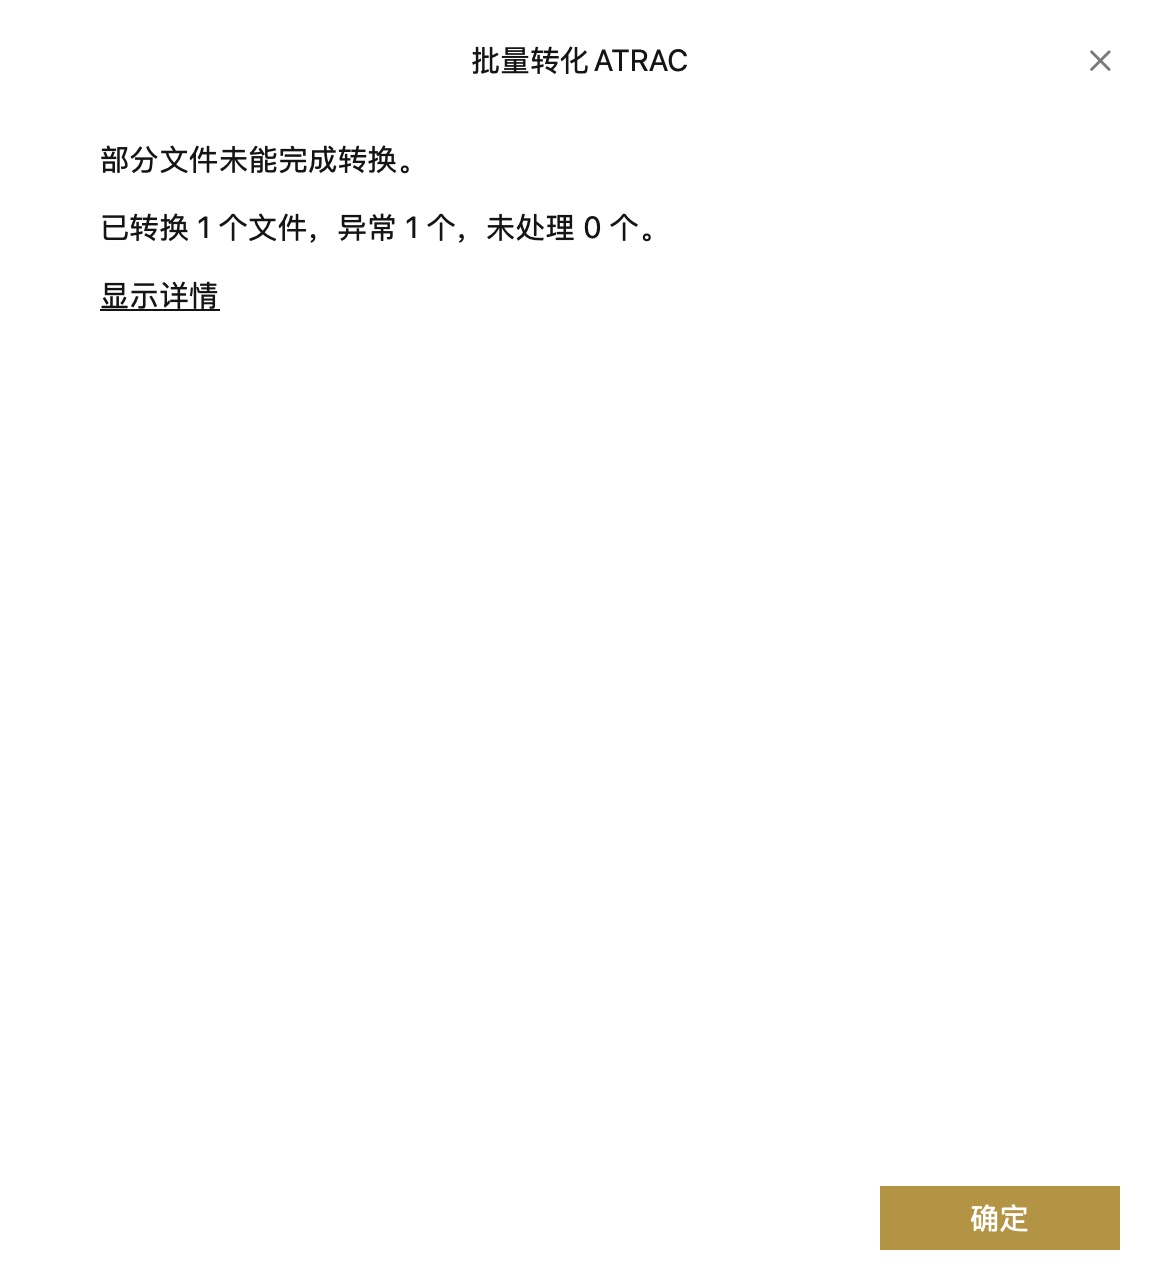 批量转化 ATRAC
部分文件未能完成转换。
已转换 1 个文件，异常 1 个，未处理 0 个。
显示详情
确定